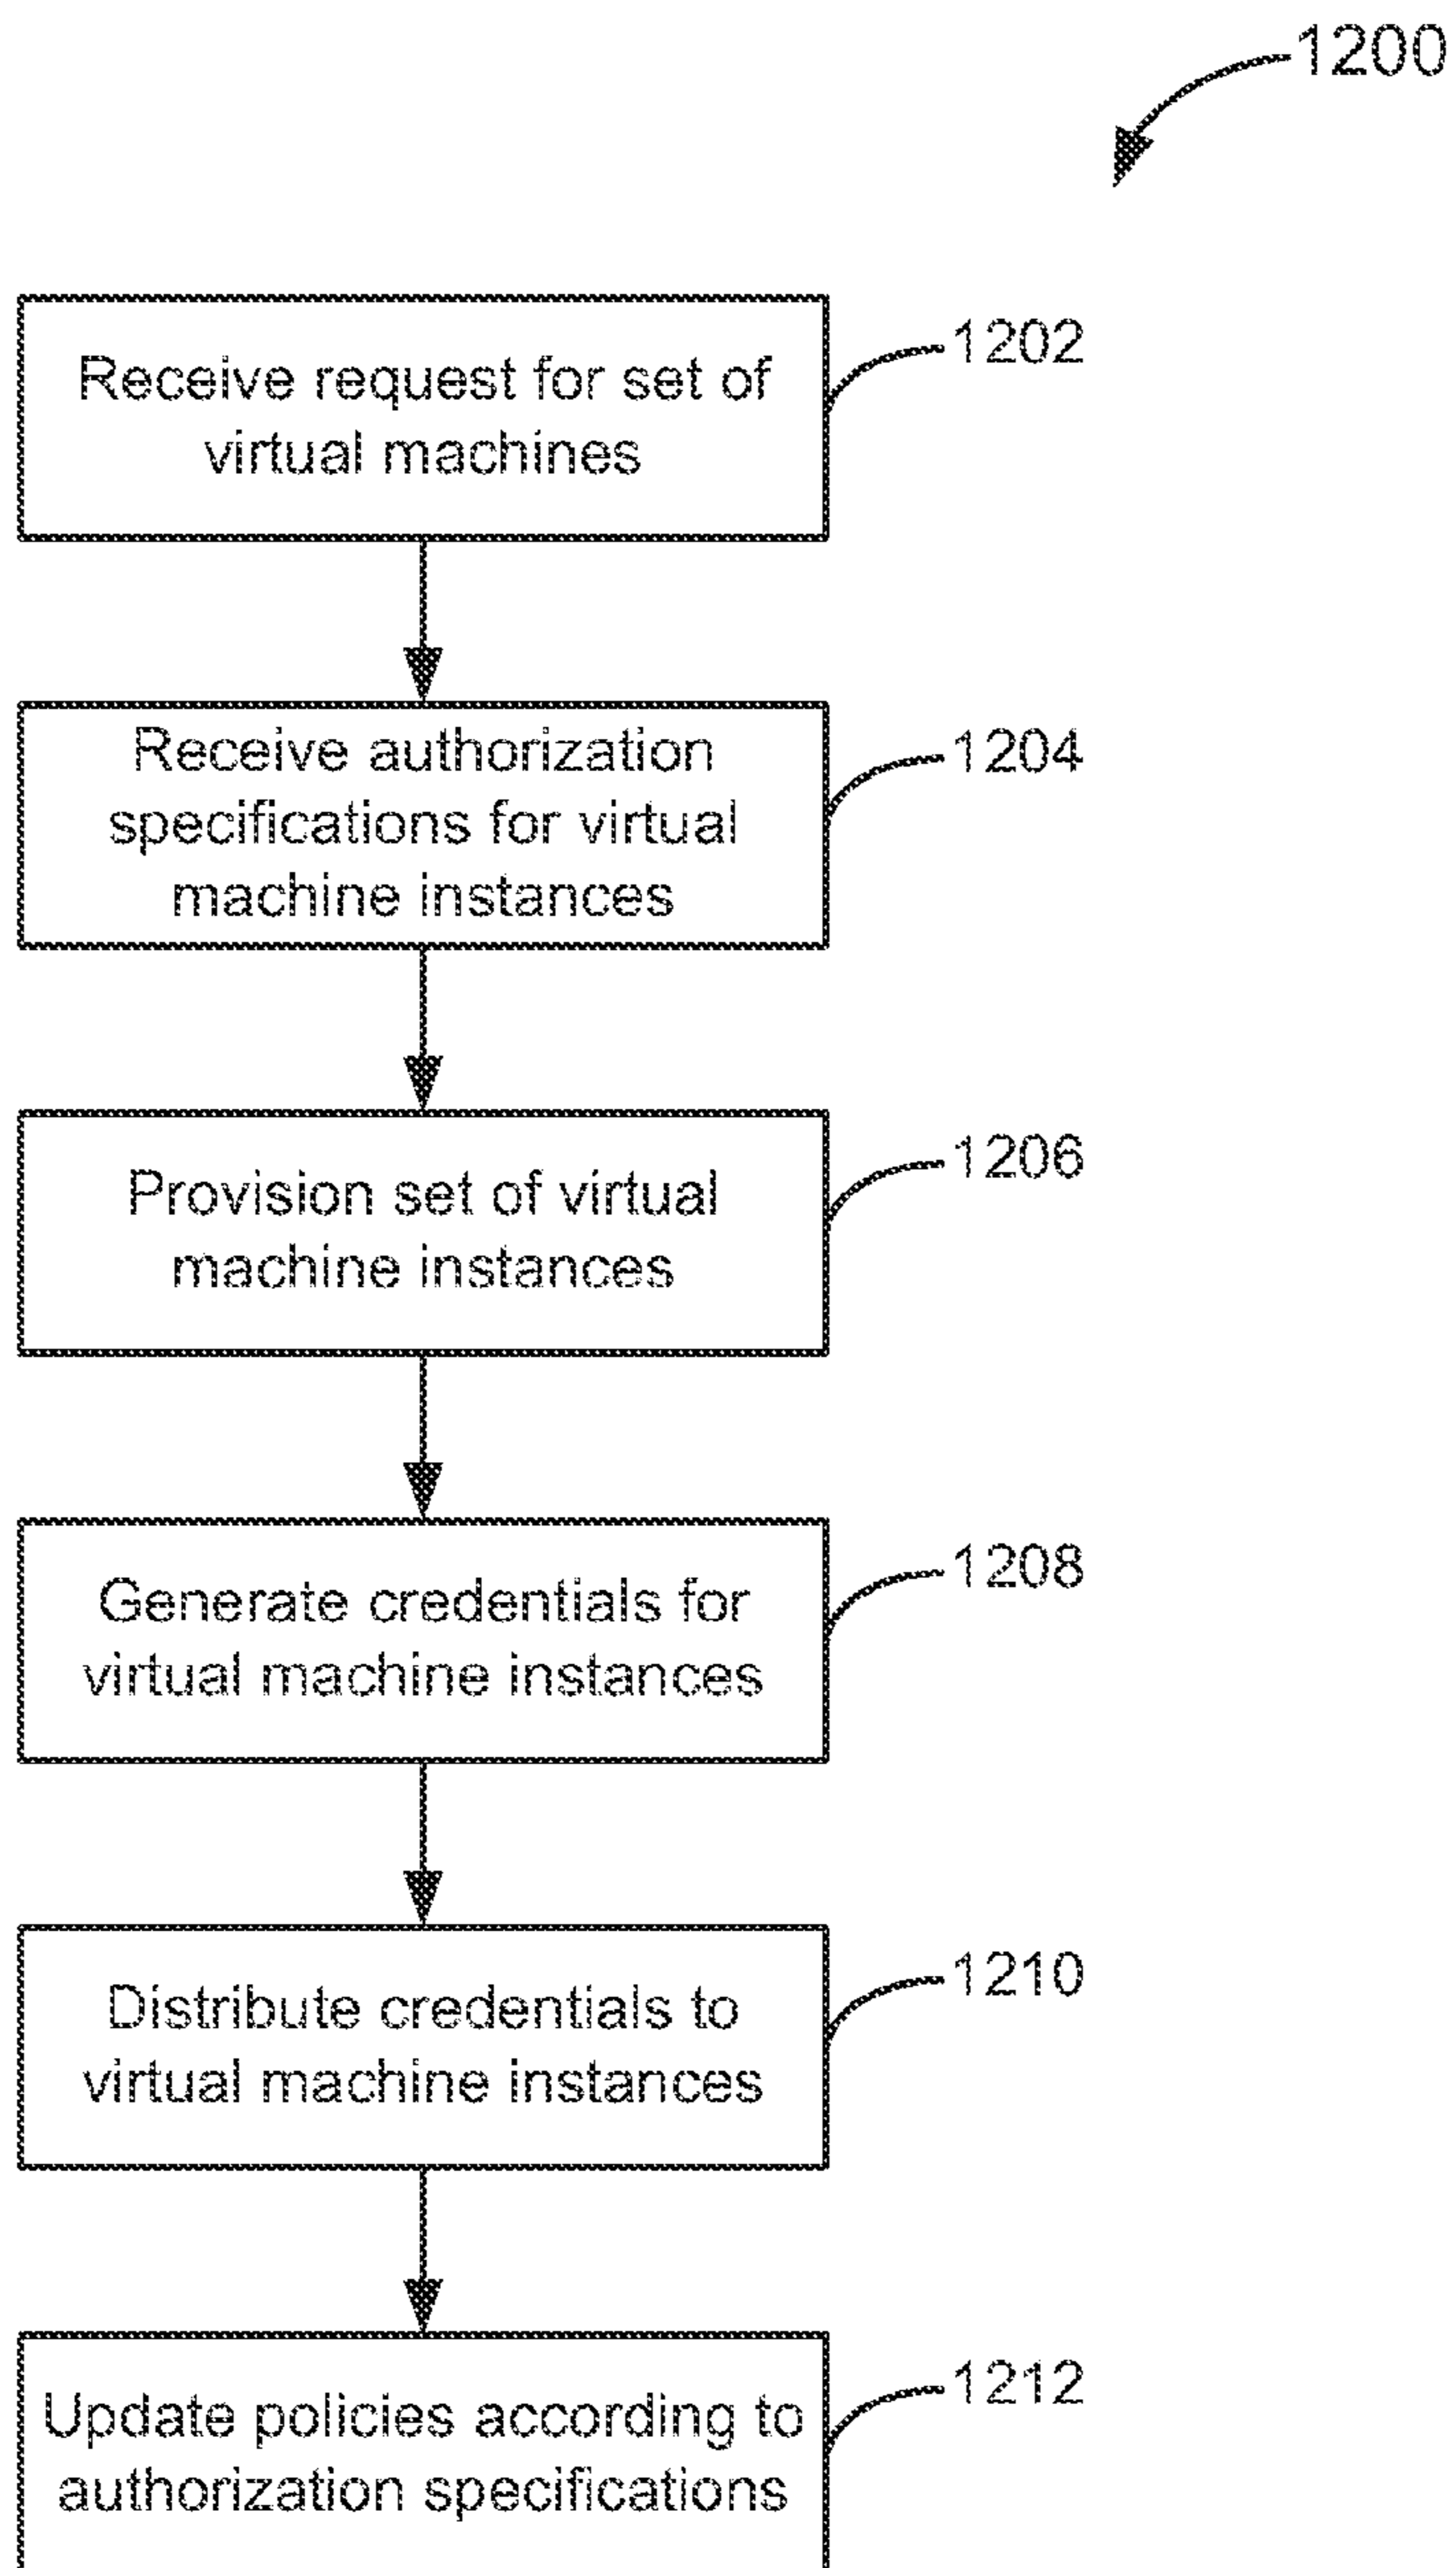 1200
Receive request for set of
virtual machines
1202
Receive authorization
specifications for virtual
machine instances
1204
Provision set of virtual
machine instances
1206
Generate credentials for
virtual machine instances
1208
Distribute credentials to
virtual machine instances
1210
Update policies according to
authorization specifications
1212